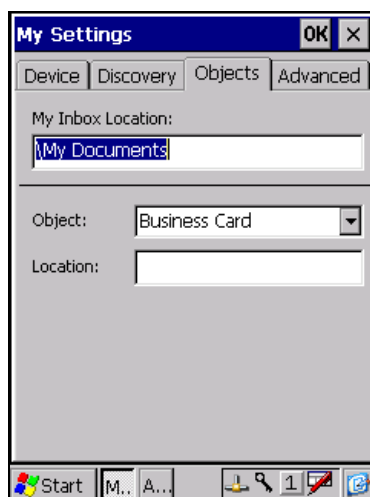 My Settings OK ×
Device Discovery Objects Advanced
My Inbox Location:
\My Documents
Object: Business Card
Location:
Start M.. A... 1